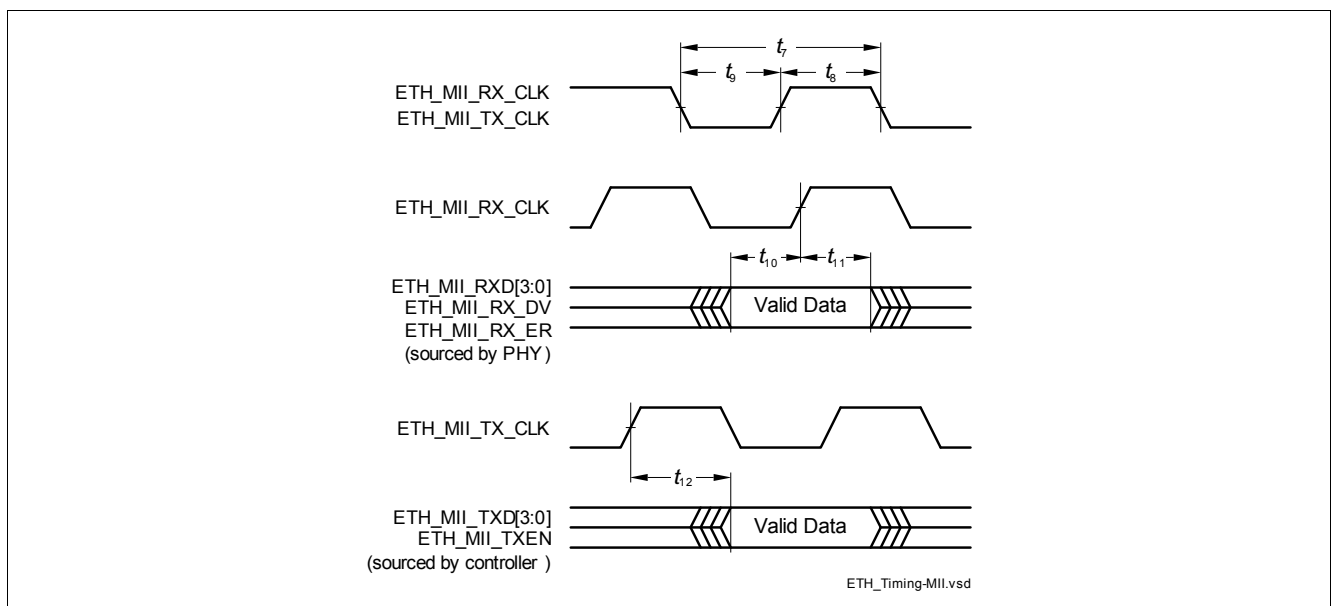 t7
t9
t8
ETH_MII_RX_CLK
ETH_MII_TX_CLK
ETH_MII_RX_CLK
t10
t11
ETH_MII_RXD[3:0]
ETH_MII_RX_DV
Valid Data
ETH_MII_RX_ER
(sourced by PHY )
ETH_MII_TX_CLK
t12
ETH_MII_TXD[3:0]
Valid Data
ETH_MII_TXEN
(sourced by controller )
ETH_Timing-MII.vsd